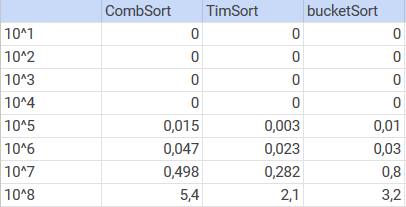 CombSort TimSort bucketSort
10^1 0 0 0
10^2 0 0 0
10^3 0 0 0
10^4 0 0 0
10^5 0,015 0,003 0,01
10^6 0,047 0,023 0,03
10^7 0,498 0,282 0,8
10^8 5,4 2,1 3,2